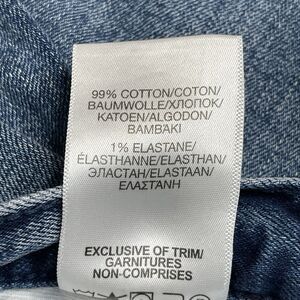 99% COTTON/COTON/
BAUMWOLLE/ХЛОПОК/
KATOEN/ALGODON/
ΒΑΜΒΑΚΙ
1% ELASTANE/
ÉLASTHANNE/ELASTHAN/
ЭЛАСТАН/ELASTAAN/
ΕΛΑΣΤΑΝΗ
EXCLUSIVE OF TRIM/
GARNITURES
NON-COMPRISES